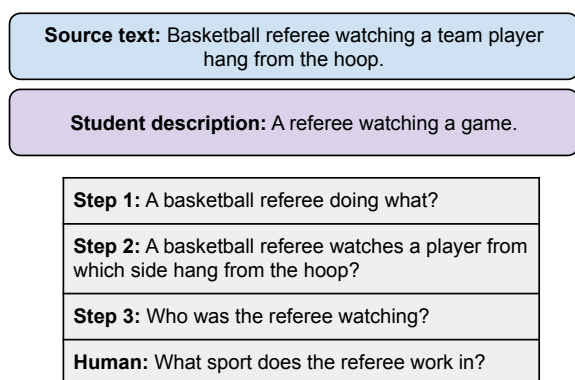 Source text: Basketball referee watching a team player
hang from the hoop.
Student description: A referee watching a game.
Step 1: A basketball referee doing what?
Step 2: A basketball referee watches a player from
which side hang from the hoop?
Step 3: Who was the referee watching?
Human: What sport does the referee work in?